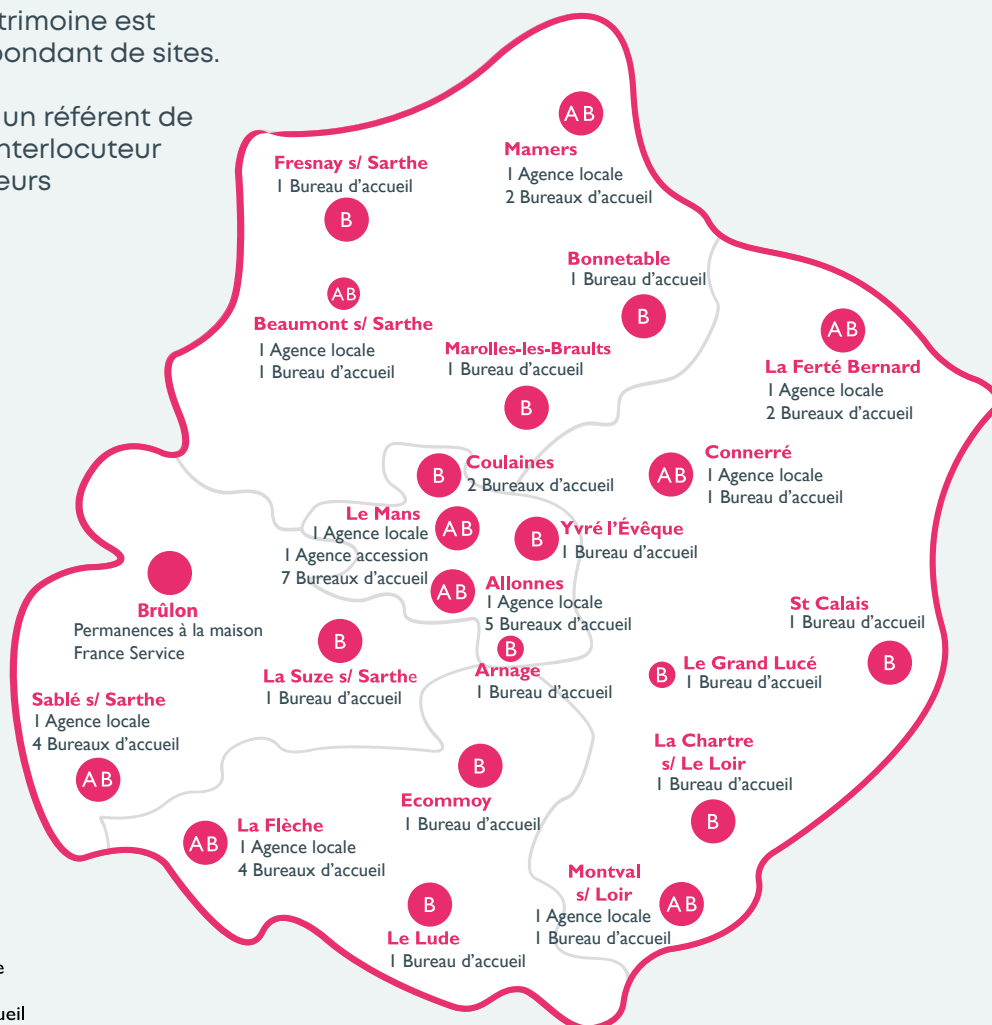 est
de sites.
un référent de
Fresnay s/ Sarthe
1 Bureau d'accueil
B
AB
Mamers
1 Agence locale
2 Bureaux d'accueil
AB
Beaumont s/ Sarthe
1 Agence locale
1 Bureau d'accueil
Bonnetable
1 Bureau d'accueil
B
Marolles-les-Braults
1 Bureau d'accueil
B
AB
La Ferté Bernard
1 Agence locale
2 Bureaux d'accueil
B
Coulaines
2 Bureaux d'accueil
AB
Connerré
1 Agence locale
1 Bureau d'accueil
Le Mans
1 Agence locale
1 Agence accession
7 Bureaux d'accueil
AB
B
Yvré l'Évêque
1 Bureau d'accueil
AB
Allonnes
1 Agence locale
5 Bureaux d'accueil
Brûlon
Permanences à la maison
France Service
B
La Suze s/ Sarthe
1 Bureau d'accueil
B
Arnage
1 Bureau d'accueil
St Calais
1 Bureau d'accueil
B
B
Le Grand Lucé
1 Bureau d'accueil
Sablé s/ Sarthe
1 Agence locale
4 Bureaux d'accueil
AB
La Chartre
s/ Le Loir
1 Bureau d'accueil
B
B
Ecommoy
1 Bureau d'accueil
AB
La Flèche
1 Agence locale
4 Bureaux d'accueil
B
Le Lude
1 Bureau d'accueil
Montval
s/ Loir
1 Agence locale
1 Bureau d'accueil
AB